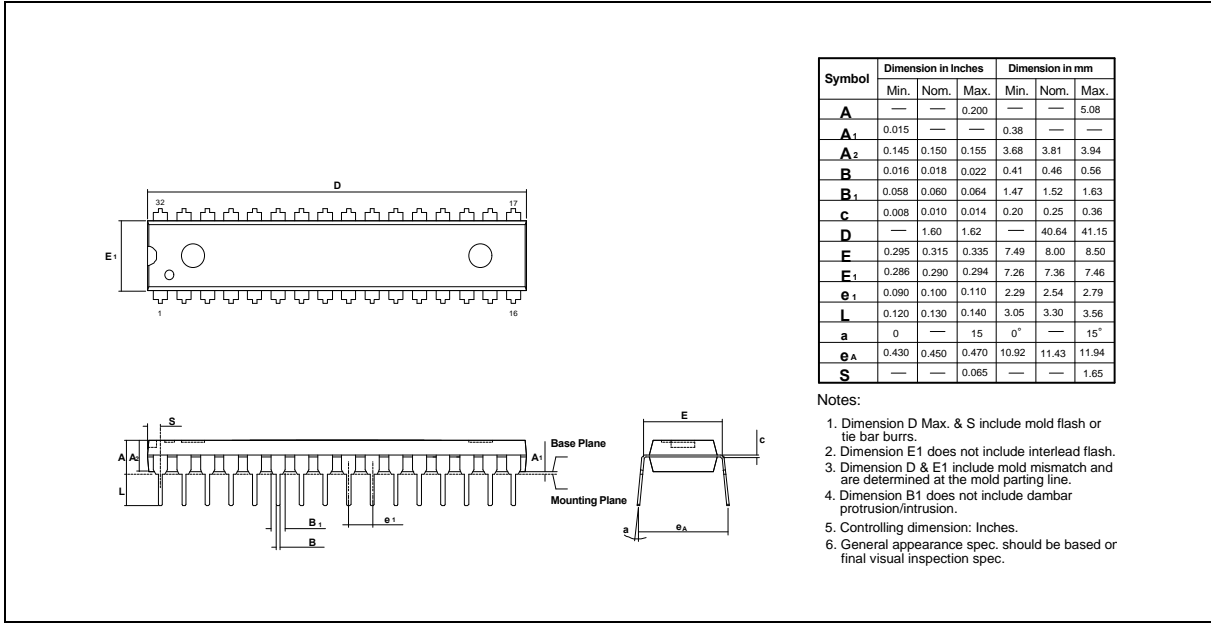 D
32
17
E1
1
16
Symbol Dimension in Inches Dimension in mm
Min. Nom. Max. Min. Nom. Max.
A — — 0.200 — — 5.08
A1 0.015 — — 0.38 — —
A2 0.145 0.150 0.155 3.68 3.81 3.94
B 0.016 0.018 0.022 0.41 0.46 0.56
B1 0.058 0.060 0.064 1.47 1.52 1.63
c 0.008 0.010 0.014 0.20 0.25 0.36
D — 1.60 1.62 — 40.64 41.15
E 0.295 0.315 0.335 7.49 8.00 8.50
E1 0.286 0.290 0.294 7.26 7.36 7.46
e1 0.090 0.100 0.110 2.29 2.54 2.79
L 0.120 0.130 0.140 3.05 3.30 3.56
a 0 — 15 0° — 15°
eA 0.430 0.450 0.470 10.92 11.43 11.94
S — — 0.065 — — 1.65
Notes:
1. Dimension D Max. & S include mold flash or
tie bar burrs.
2. Dimension E1 does not include interlead flash.
3. Dimension D & E1 include mold mismatch and
are determined at the mold parting line.
4. Dimension B1 does not include dambar
protrusion/intrusion.
5. Controlling dimension: Inches.
6. General appearance spec. should be based or
final visual inspection spec.
S
A A2
L
Base Plane
A1
Mounting Plane
B1
e1
B
E
c
a
eA